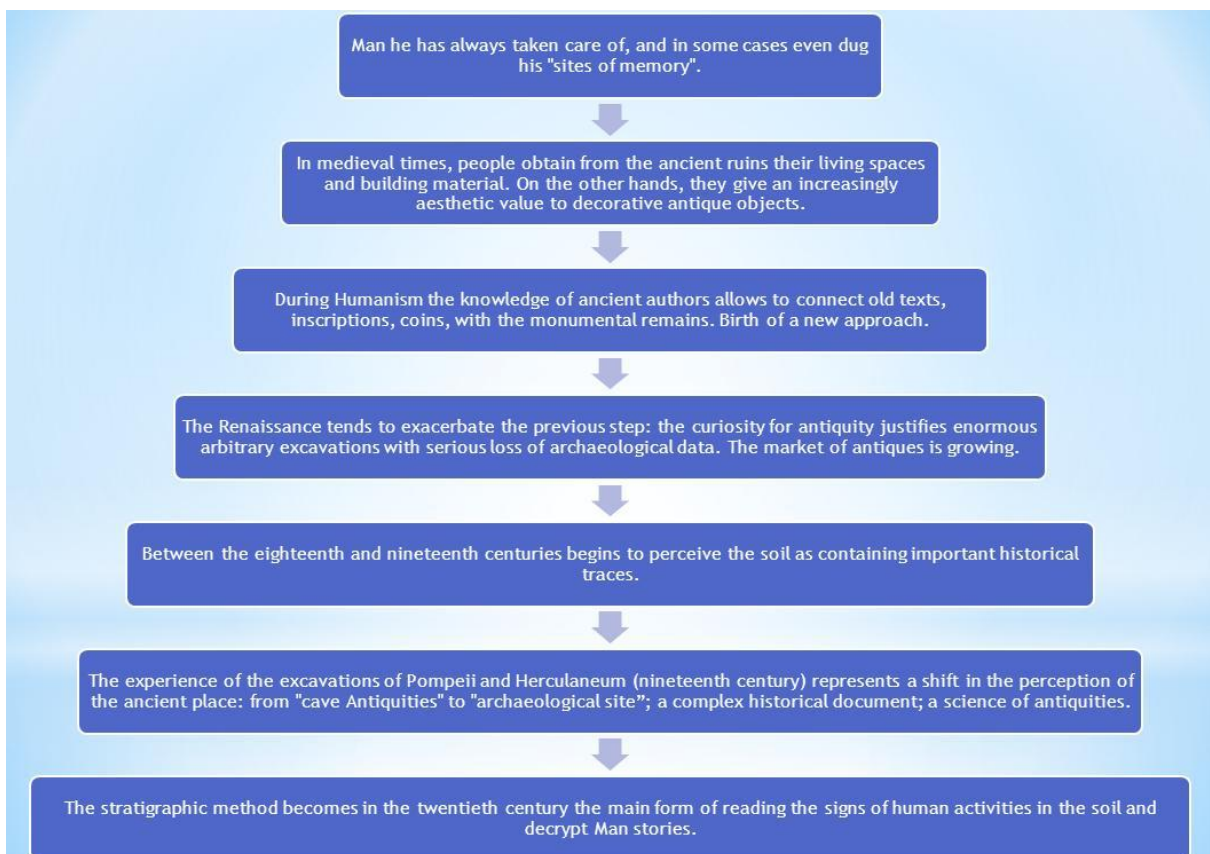 Man he has always taken care of, and in some cases even dug
his "sites of memory".
In medieval times, people obtain from the ancient ruins their living spaces
and building material. On the other hands, they give an increasingly
aesthetic value to decorative antique objects.
During Humanism the knowledge of ancient authors allows to connect old texts,
inscriptions, coins, with the monumental remains. Birth of a new approach.
The Renaissance tends to exacerbate the previous step: the curiosity for antiquity justifies enormous
arbitrary excavations with serious loss of archaeological data. The market of antiques is growing.
Between the eighteenth and nineteenth centuries begins to perceive the soil as containing important historical
traces.
The experience of the excavations of Pompeii and Herculaneum (nineteenth century) represents a shift in the perception of
the ancient place: from "cave Antiquities" to "archaeological site”; a complex historical document; a science of antiquities.
The stratigraphic method becomes in the twentieth century the main form of reading the signs of human activities in the soil and
decrypt Man stories.